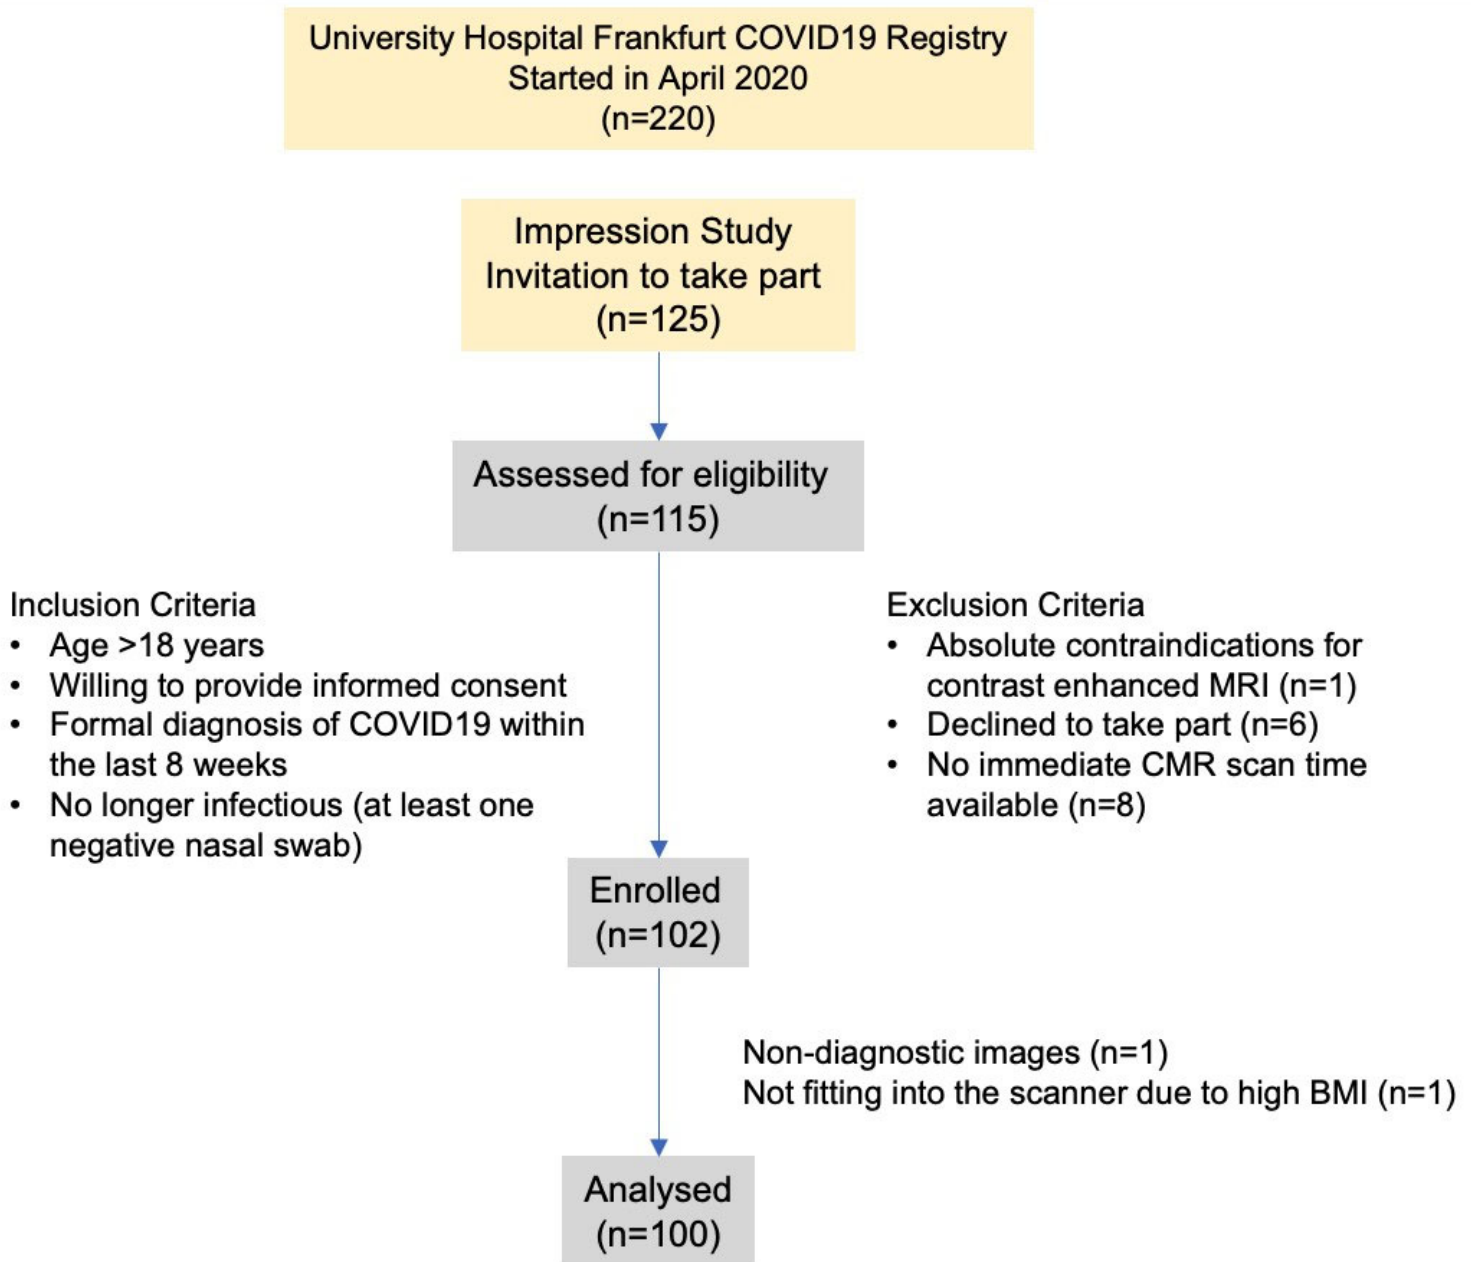 University Hospital Frankfurt COVID19 Registry
Started in April 2020
(n=220)
Impression Study
Invitation to take part
(n=125)
Assessed for eligibility
(n=115)
Inclusion Criteria
• Age >18 years
• Willing to provide informed consent
• Formal diagnosis of COVID19 within
the last 8 weeks
• No longer infectious (at least one
negative nasal swab)
Exclusion Criteria
• Absolute contraindications for
contrast enhanced MRI (n=1)
• Declined to take part (n=6)
• No immediate CMR scan time
available (n=8)
Enrolled
(n=102)
Non-diagnostic images (n=1)
Not fitting into the scanner due to high BMI (n=1)
Analysed
(n=100)